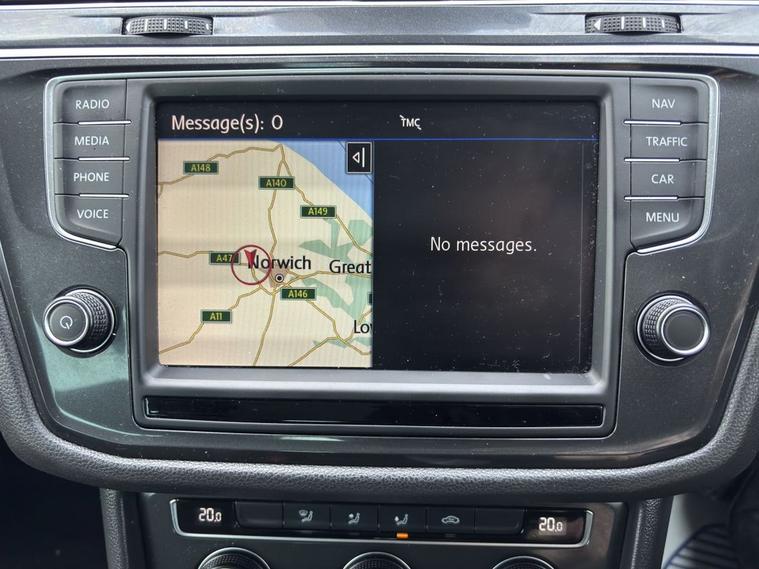 RADIO
MEDIA
PHONE
VOICE
Message(s): 0
TMC
A148
A140
A149
A47
Norwich
Great
A146
A11
No messages.
NAV
TRAFFIC
CAR
MENU
20.0
20.0